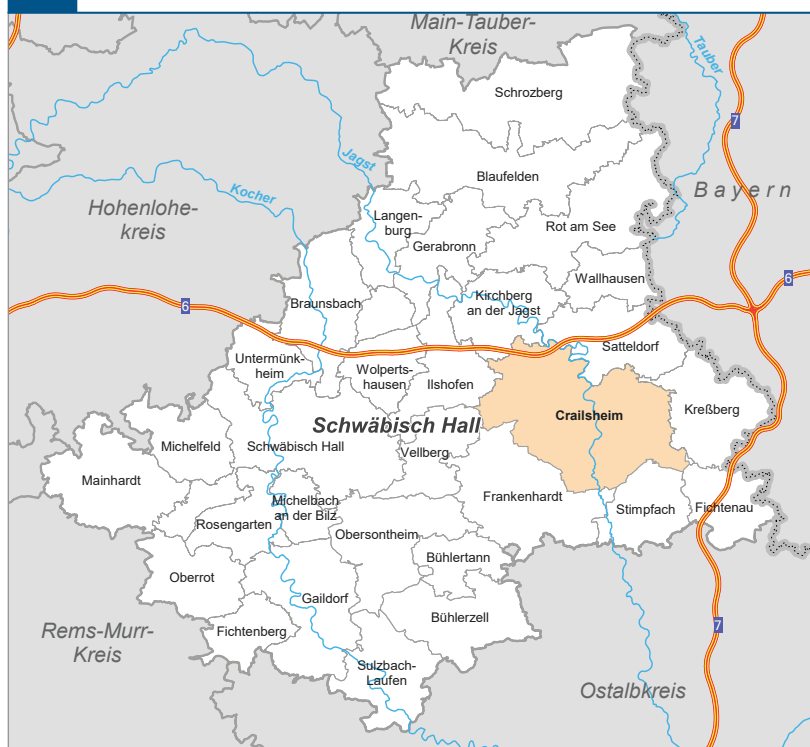 Main-Tauber-
Kreis
Tauber
Schrozberg
7
Jagst
Blaufelden
Kocher
Bayern
Hohenlohe-
kreis
Langen-
burg
Rot am See
Gerabronn
Wallhausen
6
Kirchberg
an der Jagst
Braunsbach
6
Satteldorf
Untermünk-
heim
Wolperts-
hausen
Ilshofen
Crailsheim
Kreßberg
Schwäbisch Hall
Michelfeld
Schwäbisch Hall
Vellberg
Mainhardt
Frankenhardt
Michelbach
an der Bilz
Stimpfach
Fichtenau
Rosengarten
Obersontheim
Bühlertann
Oberrot
Gaildorf
Bühlerzell
Rems-Murr-
Kreis
Fichtenberg
7
Sulzbach-
Laufen
Ostalbkreis